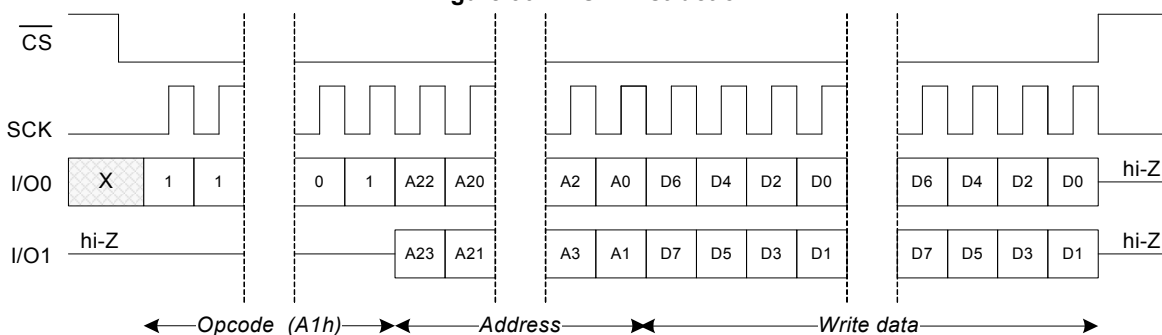 CS
SCK
I/O0 X 1 1 0 1 A22 A20 A2 A0 D6 D4 D2 D0 D6 D4 D2 D0 hi-Z
I/O1 hi-Z A23 A21 A3 A1 D7 D5 D3 D1 D7 D5 D3 D1 hi-Z
Opcode (A1h) Address Write data